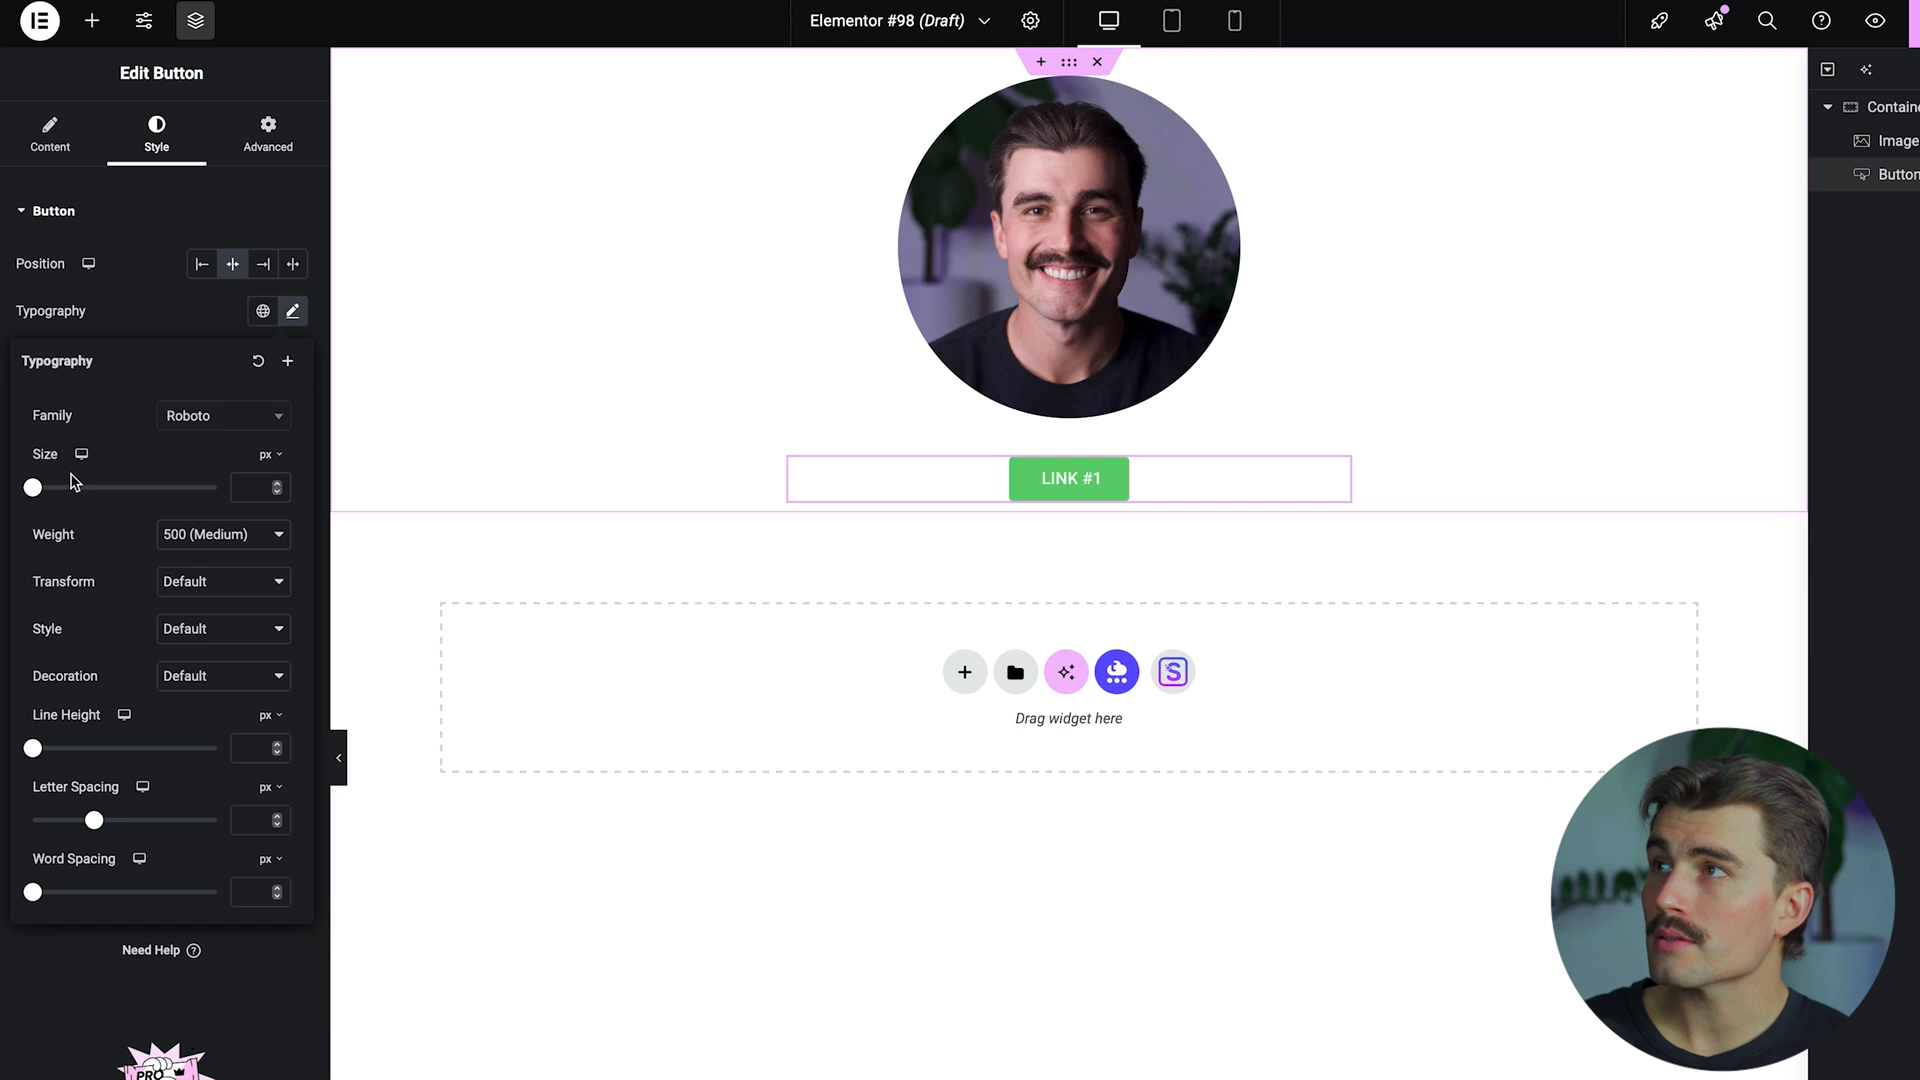 Elementor #98 (Draft)
Edit Button
Content
Style
Advanced
Button
Position
Typography
Typography
Family
Roboto
Size
px
Weight
500 (Medium)
Transform
Default
Style
Default
Decoration
Default
Line Height
px
Letter Spacing
px
Word Spacing
px
Need Help
PRO
LINK #1
Drag widget here
Containe
Image
Button